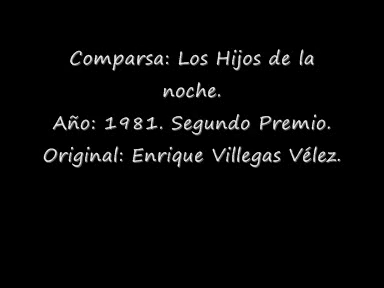 Comparsa: Los Hijos de la
noche.
Año: 1981. Segundo Premio.
Original: Enrique Villegas Vélez.